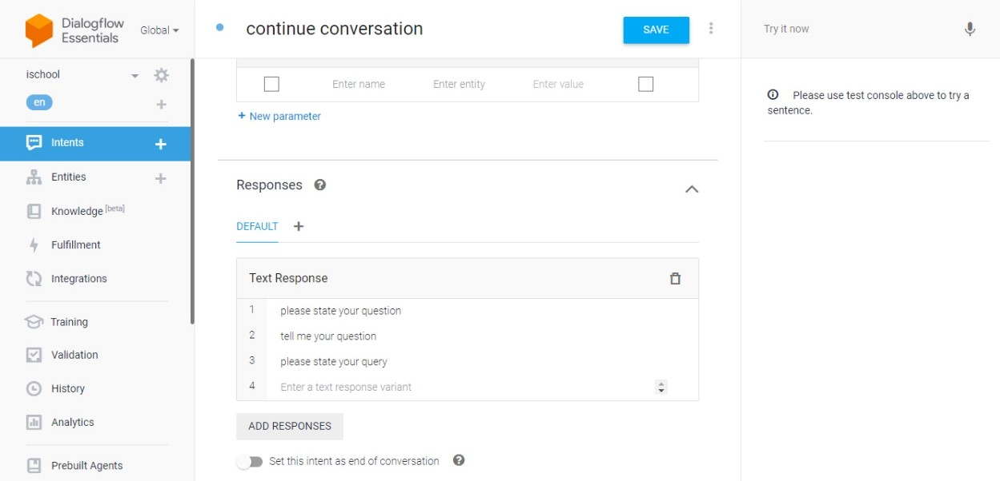 Dialogflow
Essentials
Global
continue conversation
SAVE
Try it now
ischool
en
Enter name Enter entity Enter value
Please use test console above to try a
sentence.
+ New parameter
Intents
Entities
Knowledge [beta]
Fulfillment
Integrations
Training
Validation
History
Analytics
Prebuilt Agents
Responses
DEFAULT
Text Response
1 please state your question
2 tell me your question
3 please state your query
4 Enter a text response variant
ADD RESPONSES
Set this intent as end of conversation